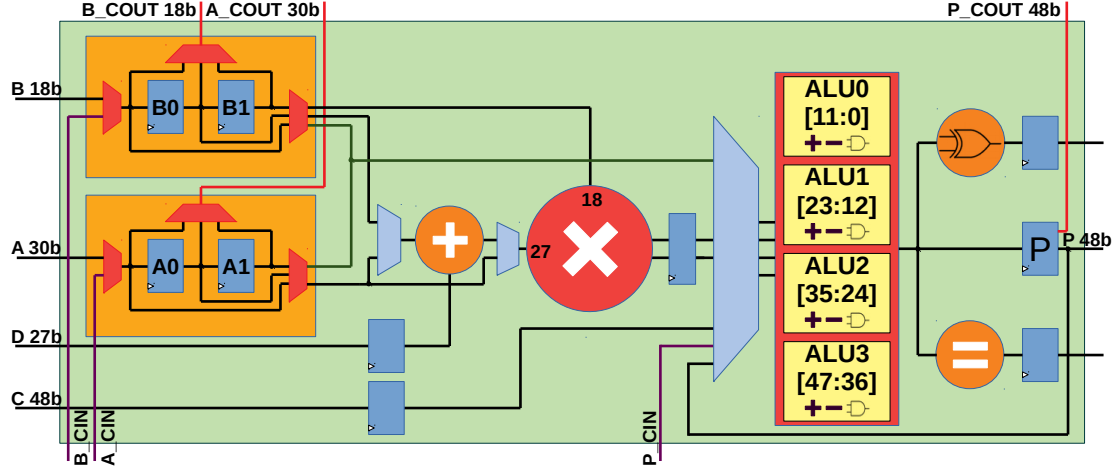 B_COUT 18b
A_COUT 30b
P_COUT 48b
B 18b
B0
B1
A 30b
A0
A1
D 27b
C 48b
B_CIN
A_CIN
P_CIN
18
27
ALU0
[11:0]
ALU1
[23:12]
ALU2
[35:24]
ALU3
[47:36]
P
P 48b